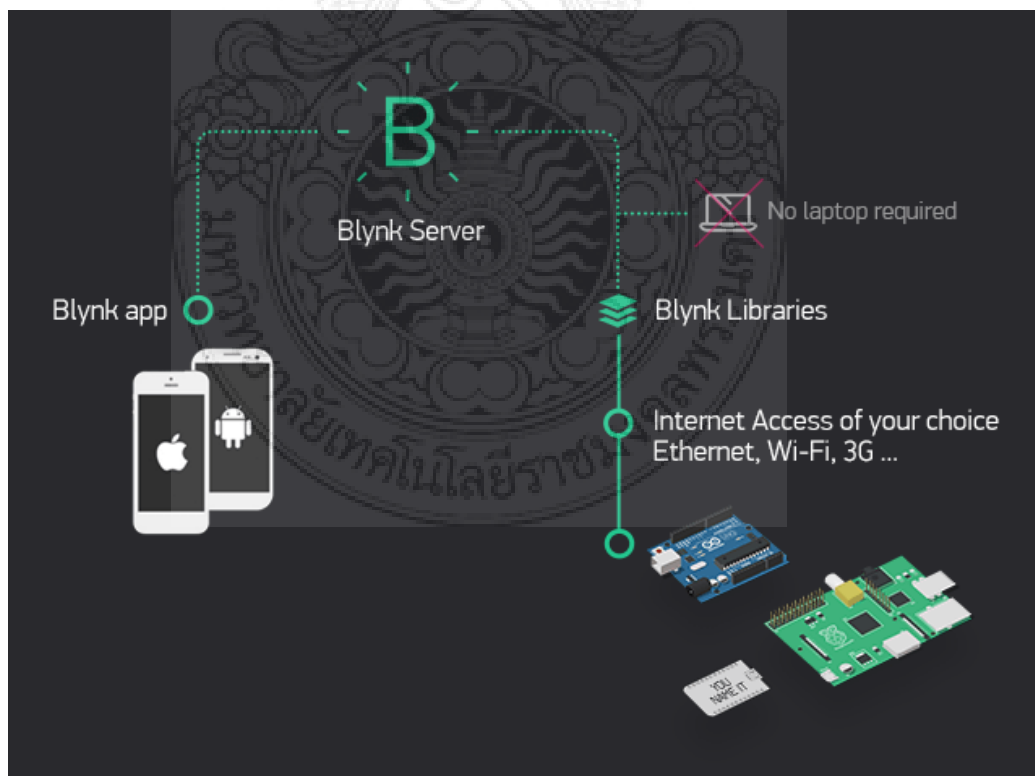 B
Blynk Server
No laptop required
Blynk app
Blynk Libraries
Internet Access of your choice
Ethernet, Wi-Fi, 3G ...
UNO
YOU
NAME IT